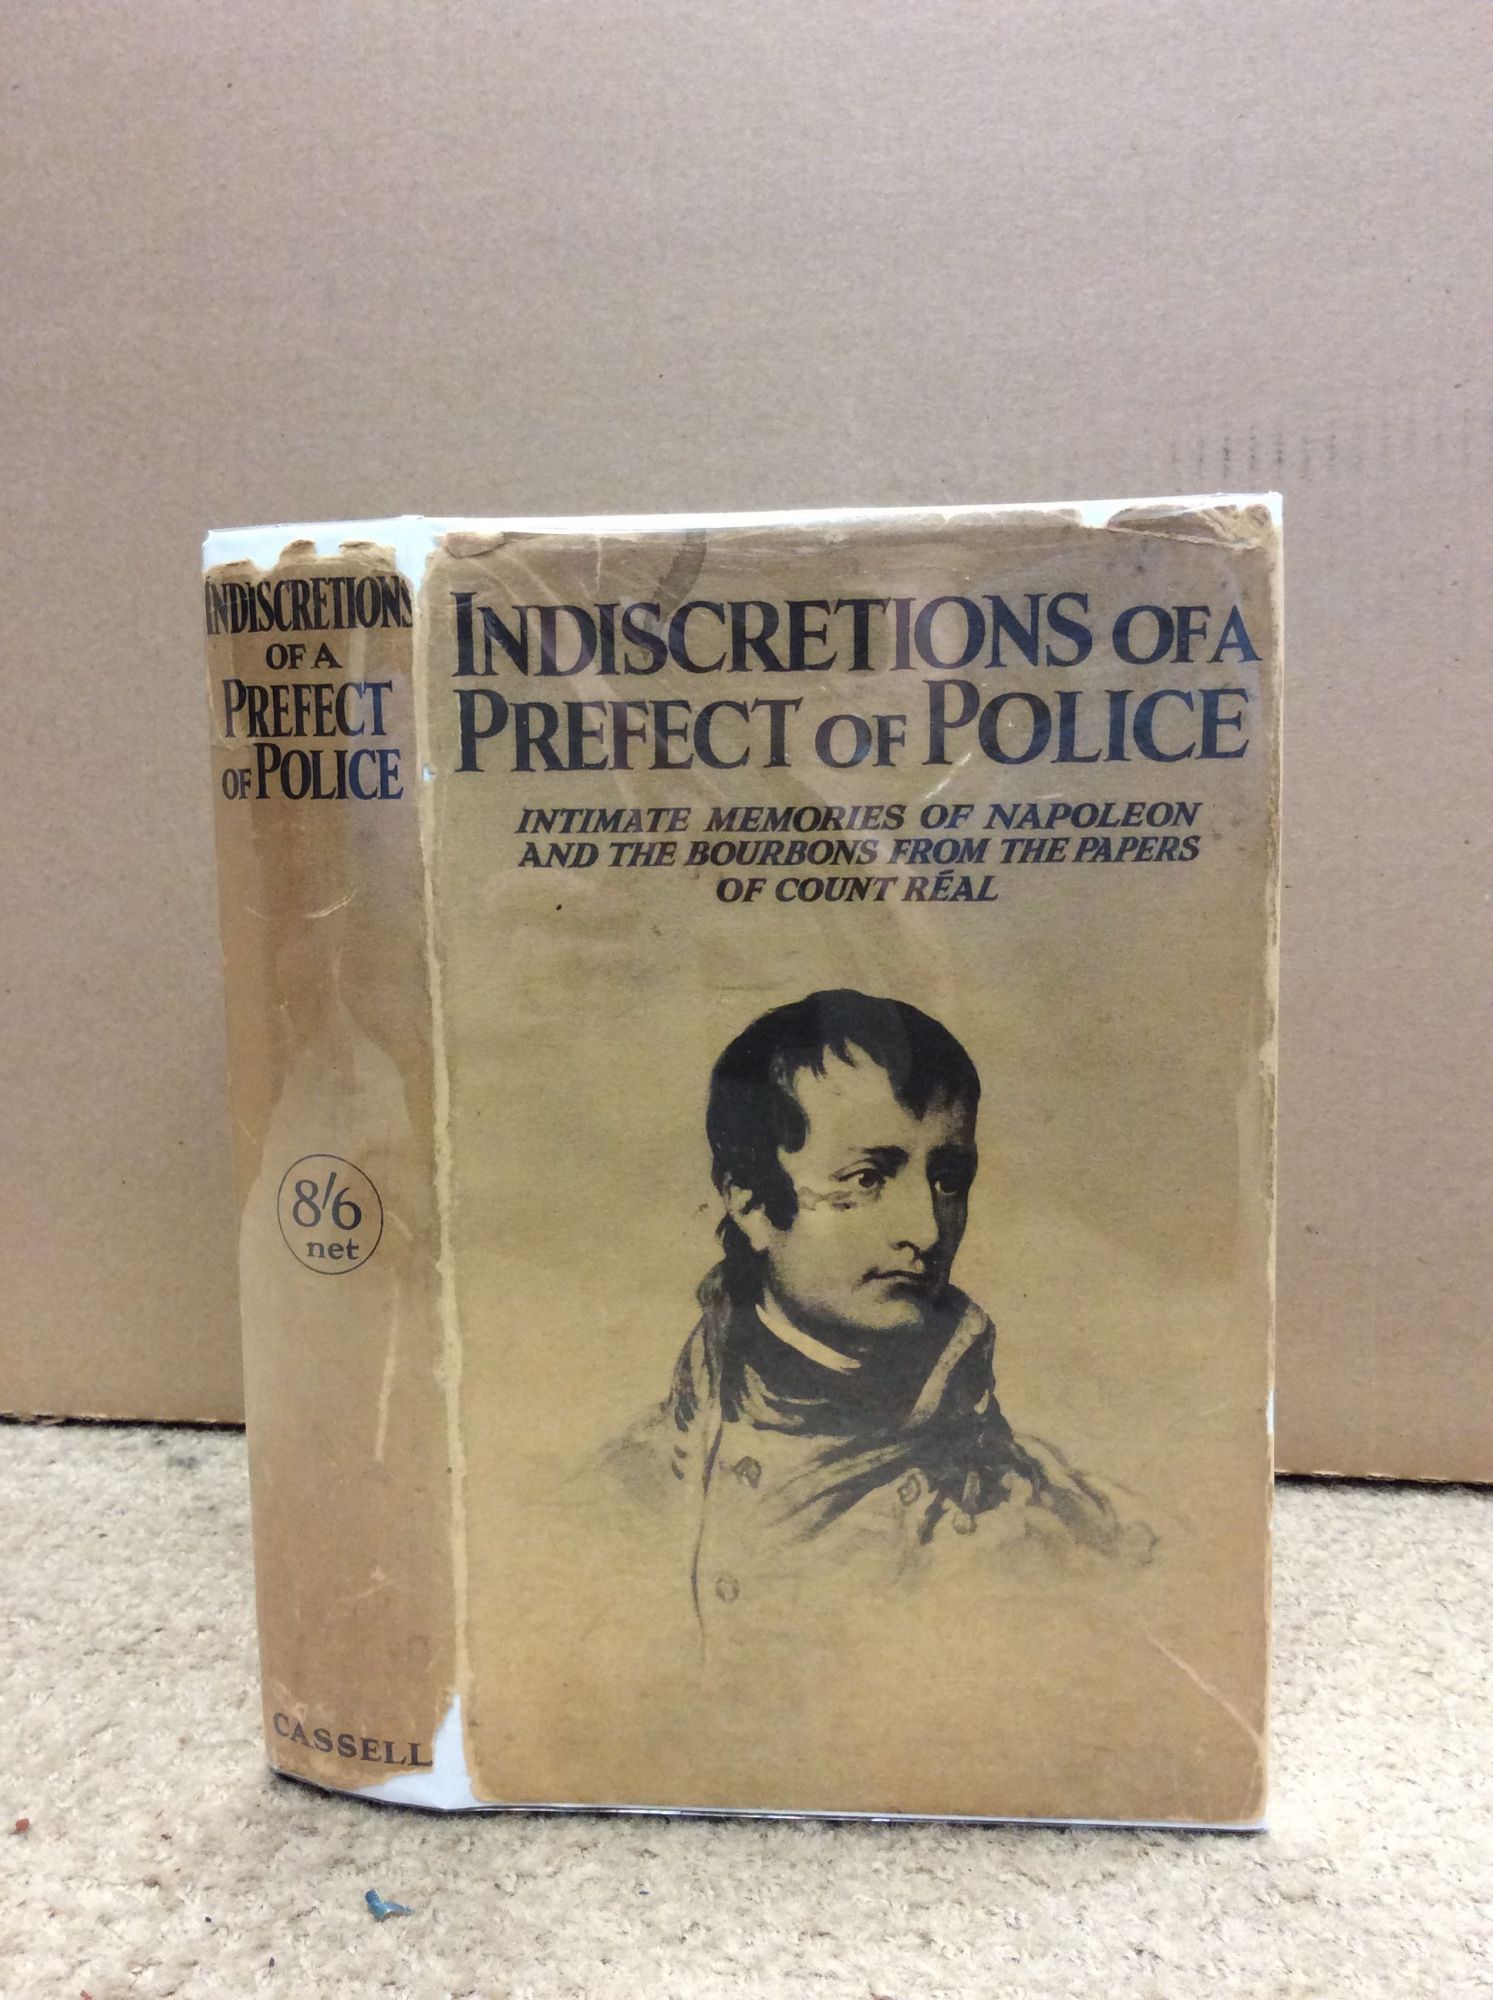 INDISCRETIONS
OF A
PREFECT
OF POLICE
8/6
net
CASSELL
INDISCRETIONS OF A
PREFECT OF POLICE
INTIMATE MEMORIES OF NAPOLEON
AND THE BOURBONS FROM THE PAPERS
OF COUNT RÉAL